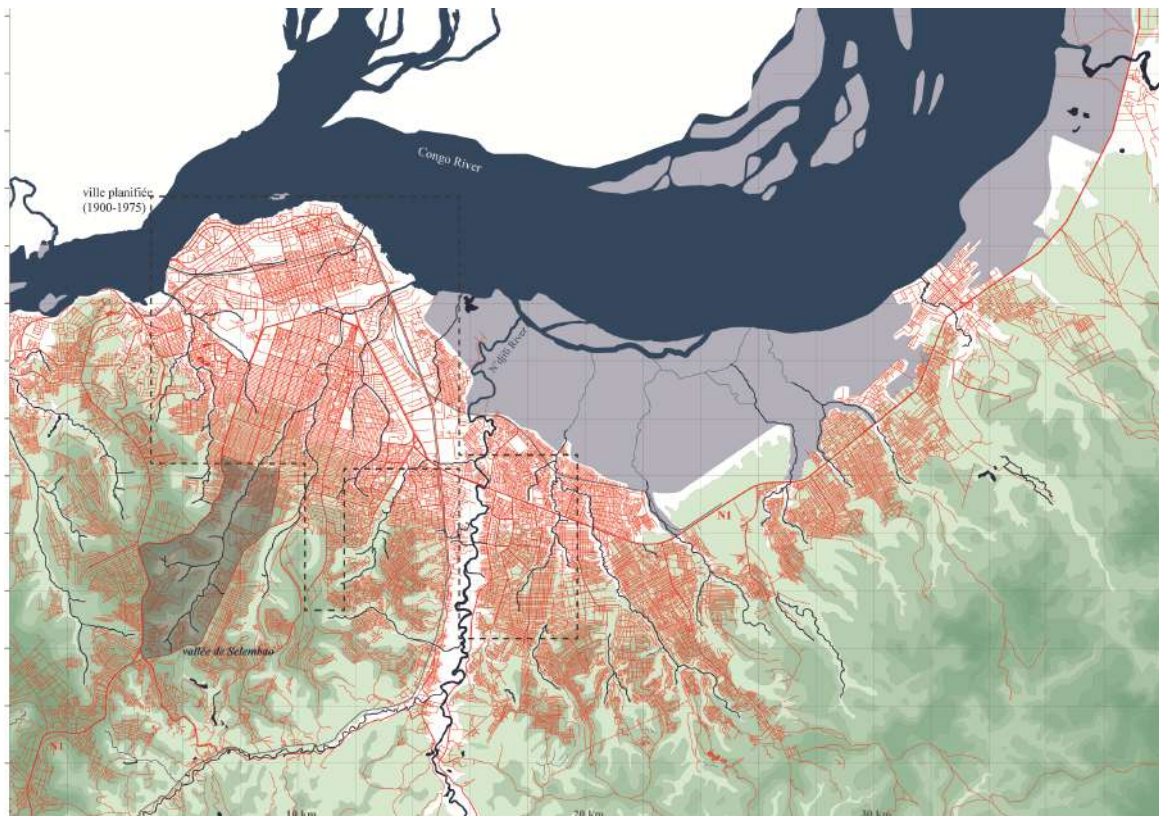 Congo River
ville planifiée
(1900-1975)
N'djili River
N1
vallée de Selembao
N1
10 km
20 km
30 km